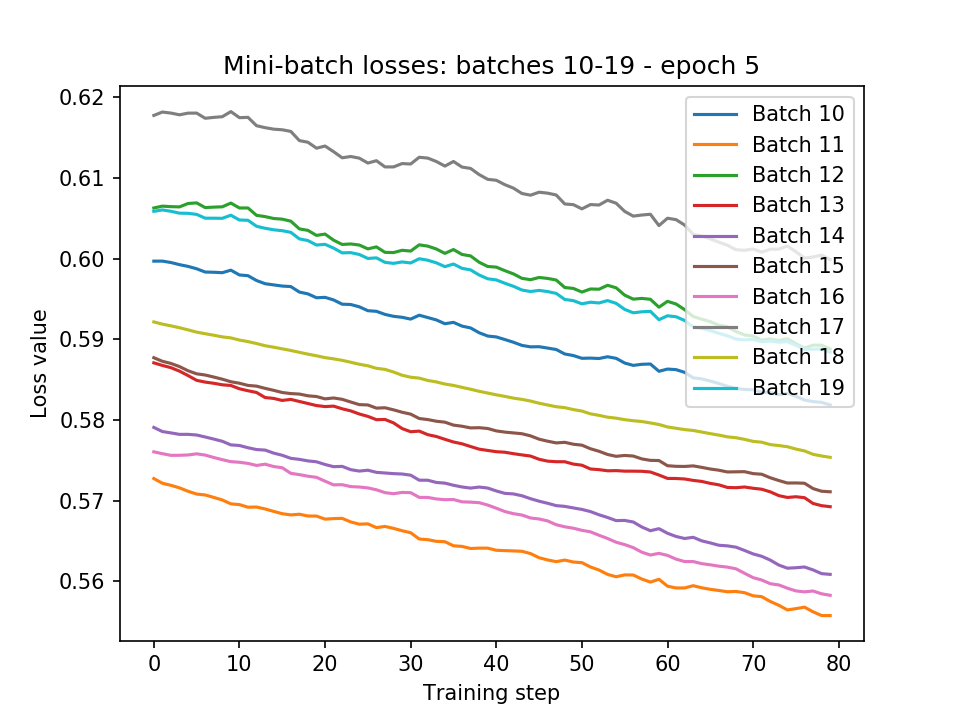 Mini-batch losses: batches 10-19 - epoch 5
0.62
0.61
0.60
0.59
0.58
0.57
0.56
Loss value
Batch 10
Batch 11
Batch 12
Batch 13
Batch 14
Batch 15
Batch 16
Batch 17
Batch 18
Batch 19
0 10 20 30 40 50 60 70 80
Training step